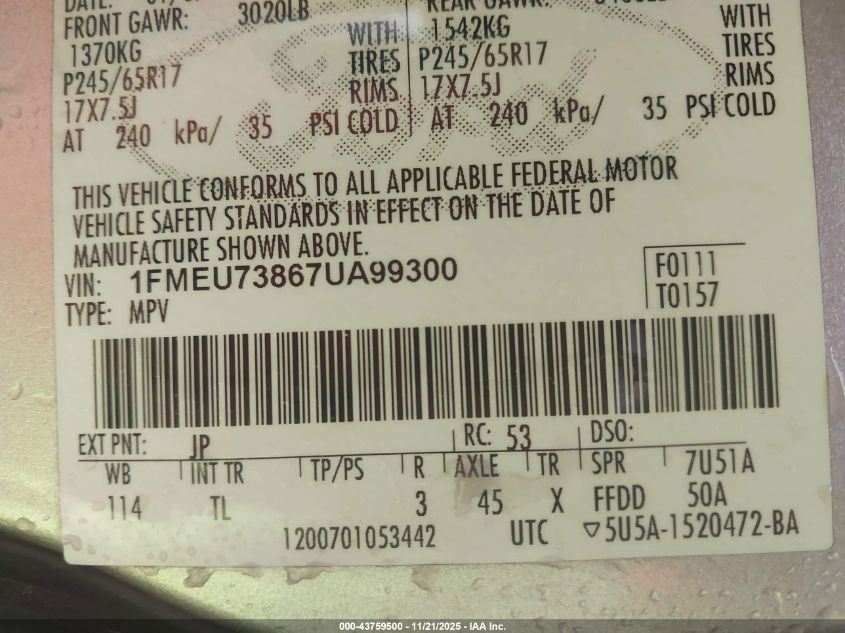 FRONT GAWR: 3020LB
1370KG WITH
P245/65R17 TIRES
17X7.5J RIMS
AT 240 kPa/ 35 PSI COLD
1542KG WITH
P245/65R17 TIRES
17X7.5J RIMS
AT 240 kPa/ 35 PSI COLD
THIS VEHICLE CONFORMS TO ALL APPLICABLE FEDERAL MOTOR
VEHICLE SAFETY STANDARDS IN EFFECT ON THE DATE OF
MANUFACTURE SHOWN ABOVE.
VIN: 1FMEU73867UA99300
F0111
TYPE: MPV
T0157
EXT PNT: JP RC: 53 DSO:
WB INT TR TP/PS R AXLE TR SPR 7U51A
114 TL 3 45 X FFDD 50A
1200701053442 UTC ▽5U5A-1520472-BA
000-43759500 - 11/21/2025 - IAA Inc.